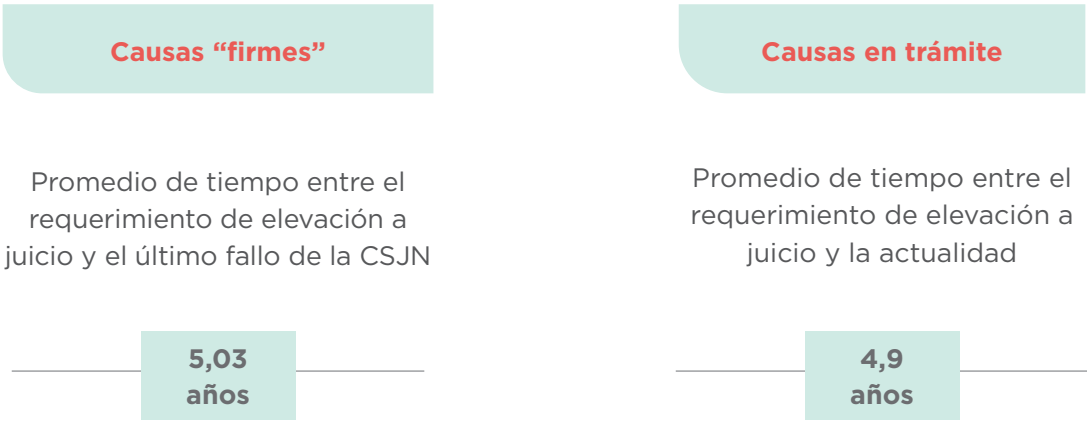 Causas “firmes”
Promedio de tiempo entre el
requerimiento de elevación a
juicio y el último fallo de la CSJN
5,03
años
Causas en trámite
Promedio de tiempo entre el
requerimiento de elevación a
juicio y la actualidad
4,9
años